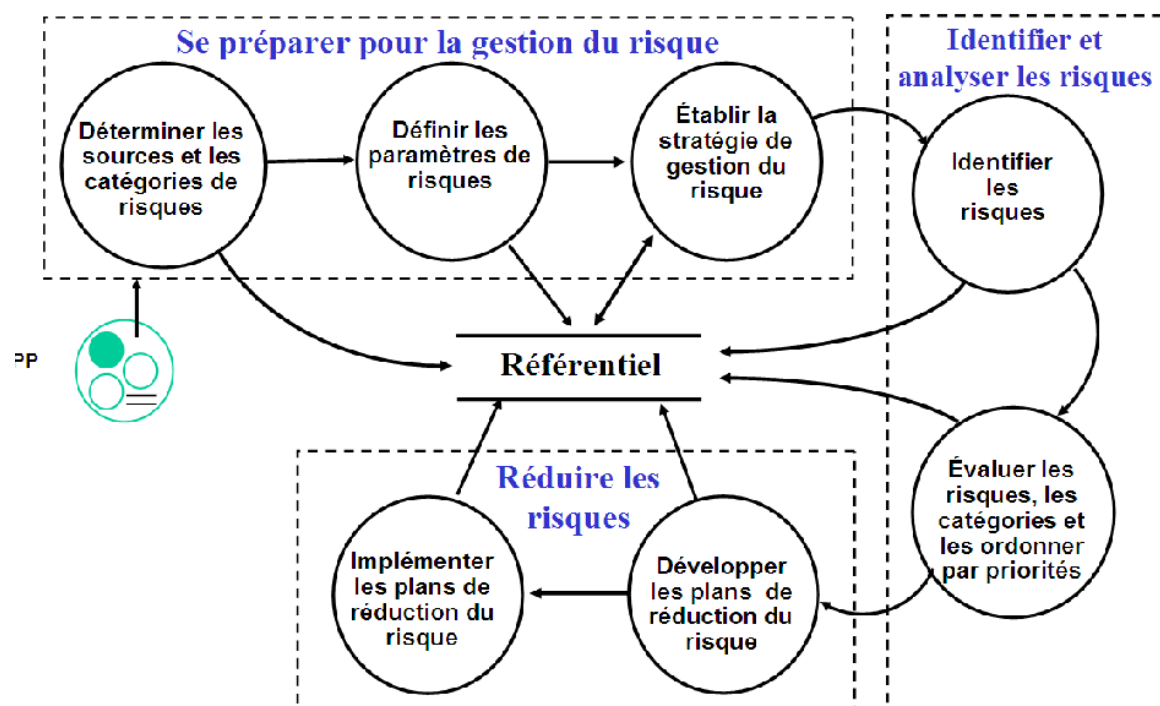 Se préparer pour la gestion du risque
Déterminer les
sources et les
catégories de
risques
Définir les
paramètres de
risques
Établir la
stratégie de
gestion du
risque
Identifier et
analyser les risques
Identifier
les
risques
PP
Référentiel
Évaluer les
risques, les
catégories et
les ordonner
par priorités
Réduire les
risques
Implémenter
les plans de
réduction du
risque
Développer
les plans de
réduction du
risque